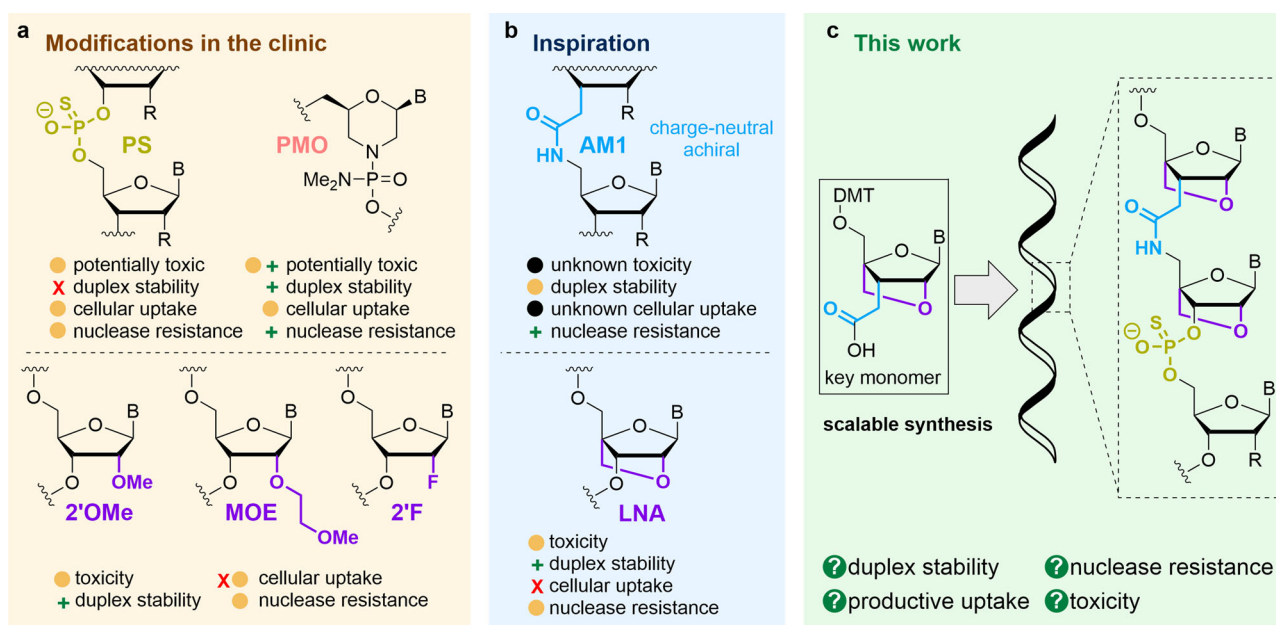 a Modifications in the clinic
S
⊖
O
P
O
O
PS
R
O
B
R
PMO
O
B
N
Me2N
P
O
O
potentially toxic
X duplex stability
cellular uptake
nuclease resistance
+ potentially toxic
+ duplex stability
cellular uptake
+ nuclease resistance
O
O
B
O
OMe
2'OMe
O
O
B
O
O
OMe
MOE
O
O
B
O
F
2'F
toxicity
+ duplex stability
X cellular uptake
nuclease resistance
b Inspiration
R
O
HN
AM1
charge-neutral
achiral
O
B
R
unknown toxicity
duplex stability
unknown cellular uptake
+ nuclease resistance
O
O
B
O
O
LNA
toxicity
+ duplex stability
X cellular uptake
nuclease resistance
c This work
DMT
O
O
B
O
O
OH
key monomer
scalable synthesis
O
O
B
O
O
HN
O
B
O
O
⊖
S
O
P
O
O
B
O
R
? duplex stability
? productive uptake
? nuclease resistance
? toxicity